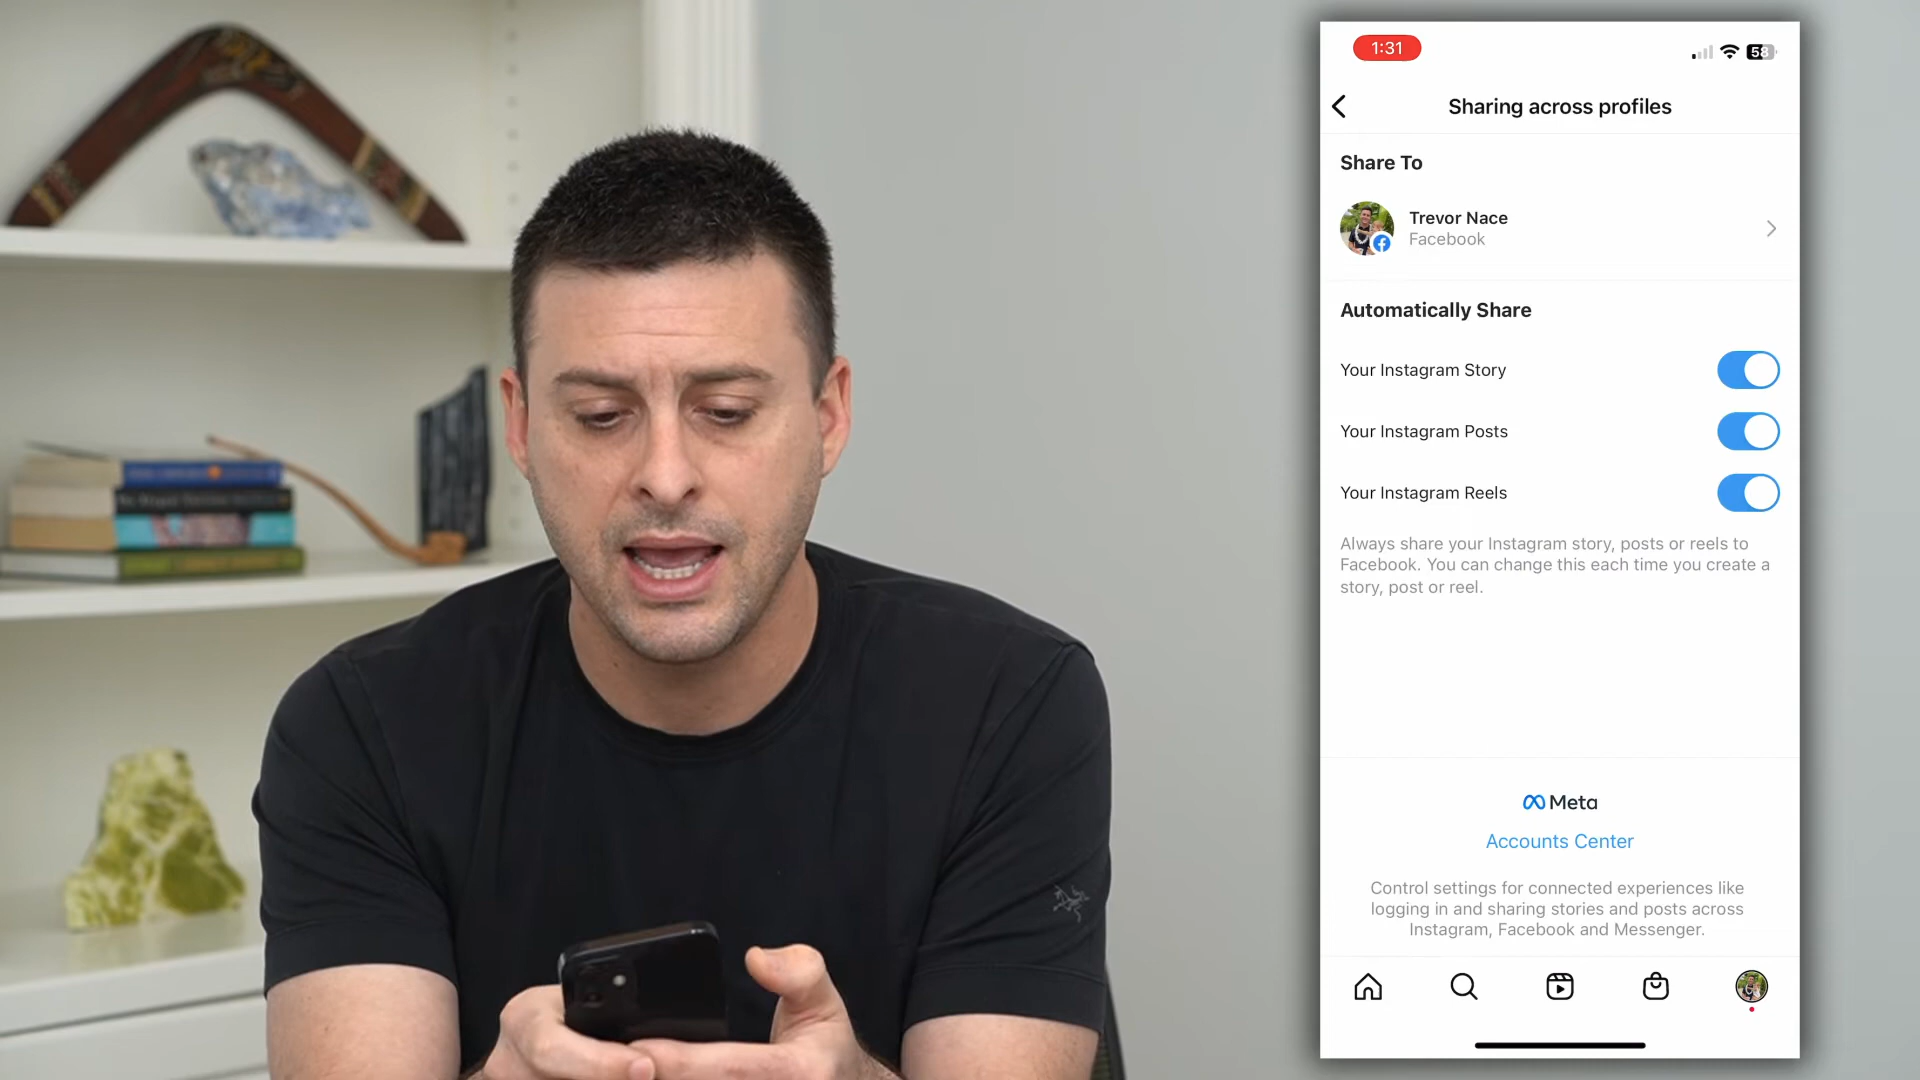 1:31
58
Sharing across profiles
Share To
Trevor Nace
Facebook
Automatically Share
Your Instagram Story
Your Instagram Posts
Your Instagram Reels
Always share your Instagram story, posts or reels to
Facebook. You can change this each time you create a
story, post or reel.
Meta
Accounts Center
Control settings for connected experiences like
logging in and sharing stories and posts across
Instagram, Facebook and Messenger.